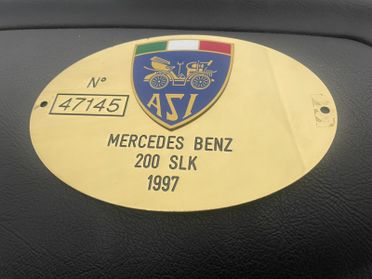 N°
47145
ASI
MERCEDES BENZ
200 SLK
1997